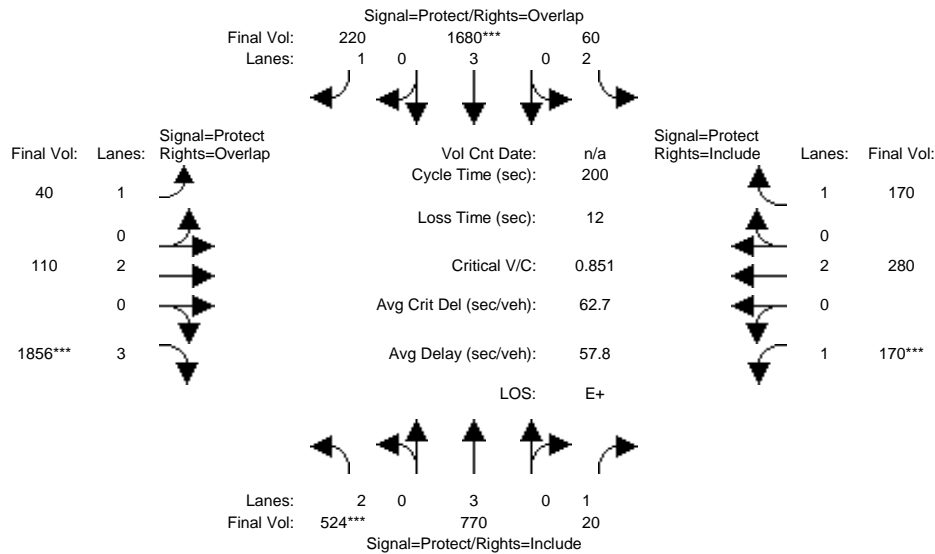 Signal=Protect/Rights=Overlap
Final Vol: 220 1680*** 60
Lanes: 1 0 3 0 2
Signal=Protect Signal=Protect
Final Vol: Lanes: Rights=Overlap Vol Cnt Date: n/a Rights=Include Lanes: Final Vol:
Cycle Time (sec): 200
40 1 1 170
Loss Time (sec): 12
0 0
110 2 Critical V/C: 0.851 2 280
0 Avg Crit Del (sec/veh): 62.7 0
1856*** 3 Avg Delay (sec/veh): 57.8 1 170***
LOS: E+
Lanes: 2 0 3 0 1
Final Vol: 524*** 770 20
Signal=Protect/Rights=Include